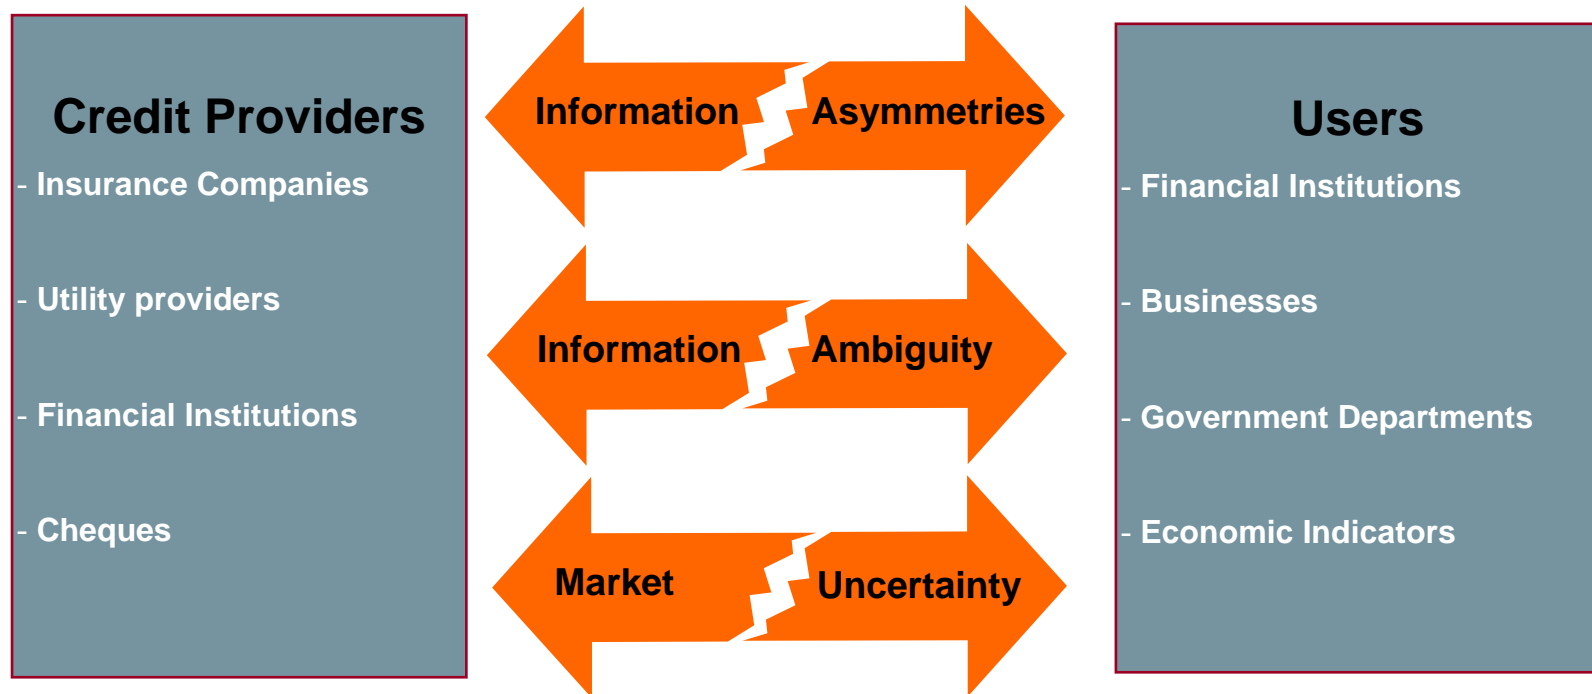 Credit Providers
- Insurance Companies
- Utility providers
- Financial Institutions
- Cheques
Information Asymmetries
Information Ambiguity
Market Uncertainty
Users
- Financial Institutions
- Businesses
- Government Departments
- Economic Indicators